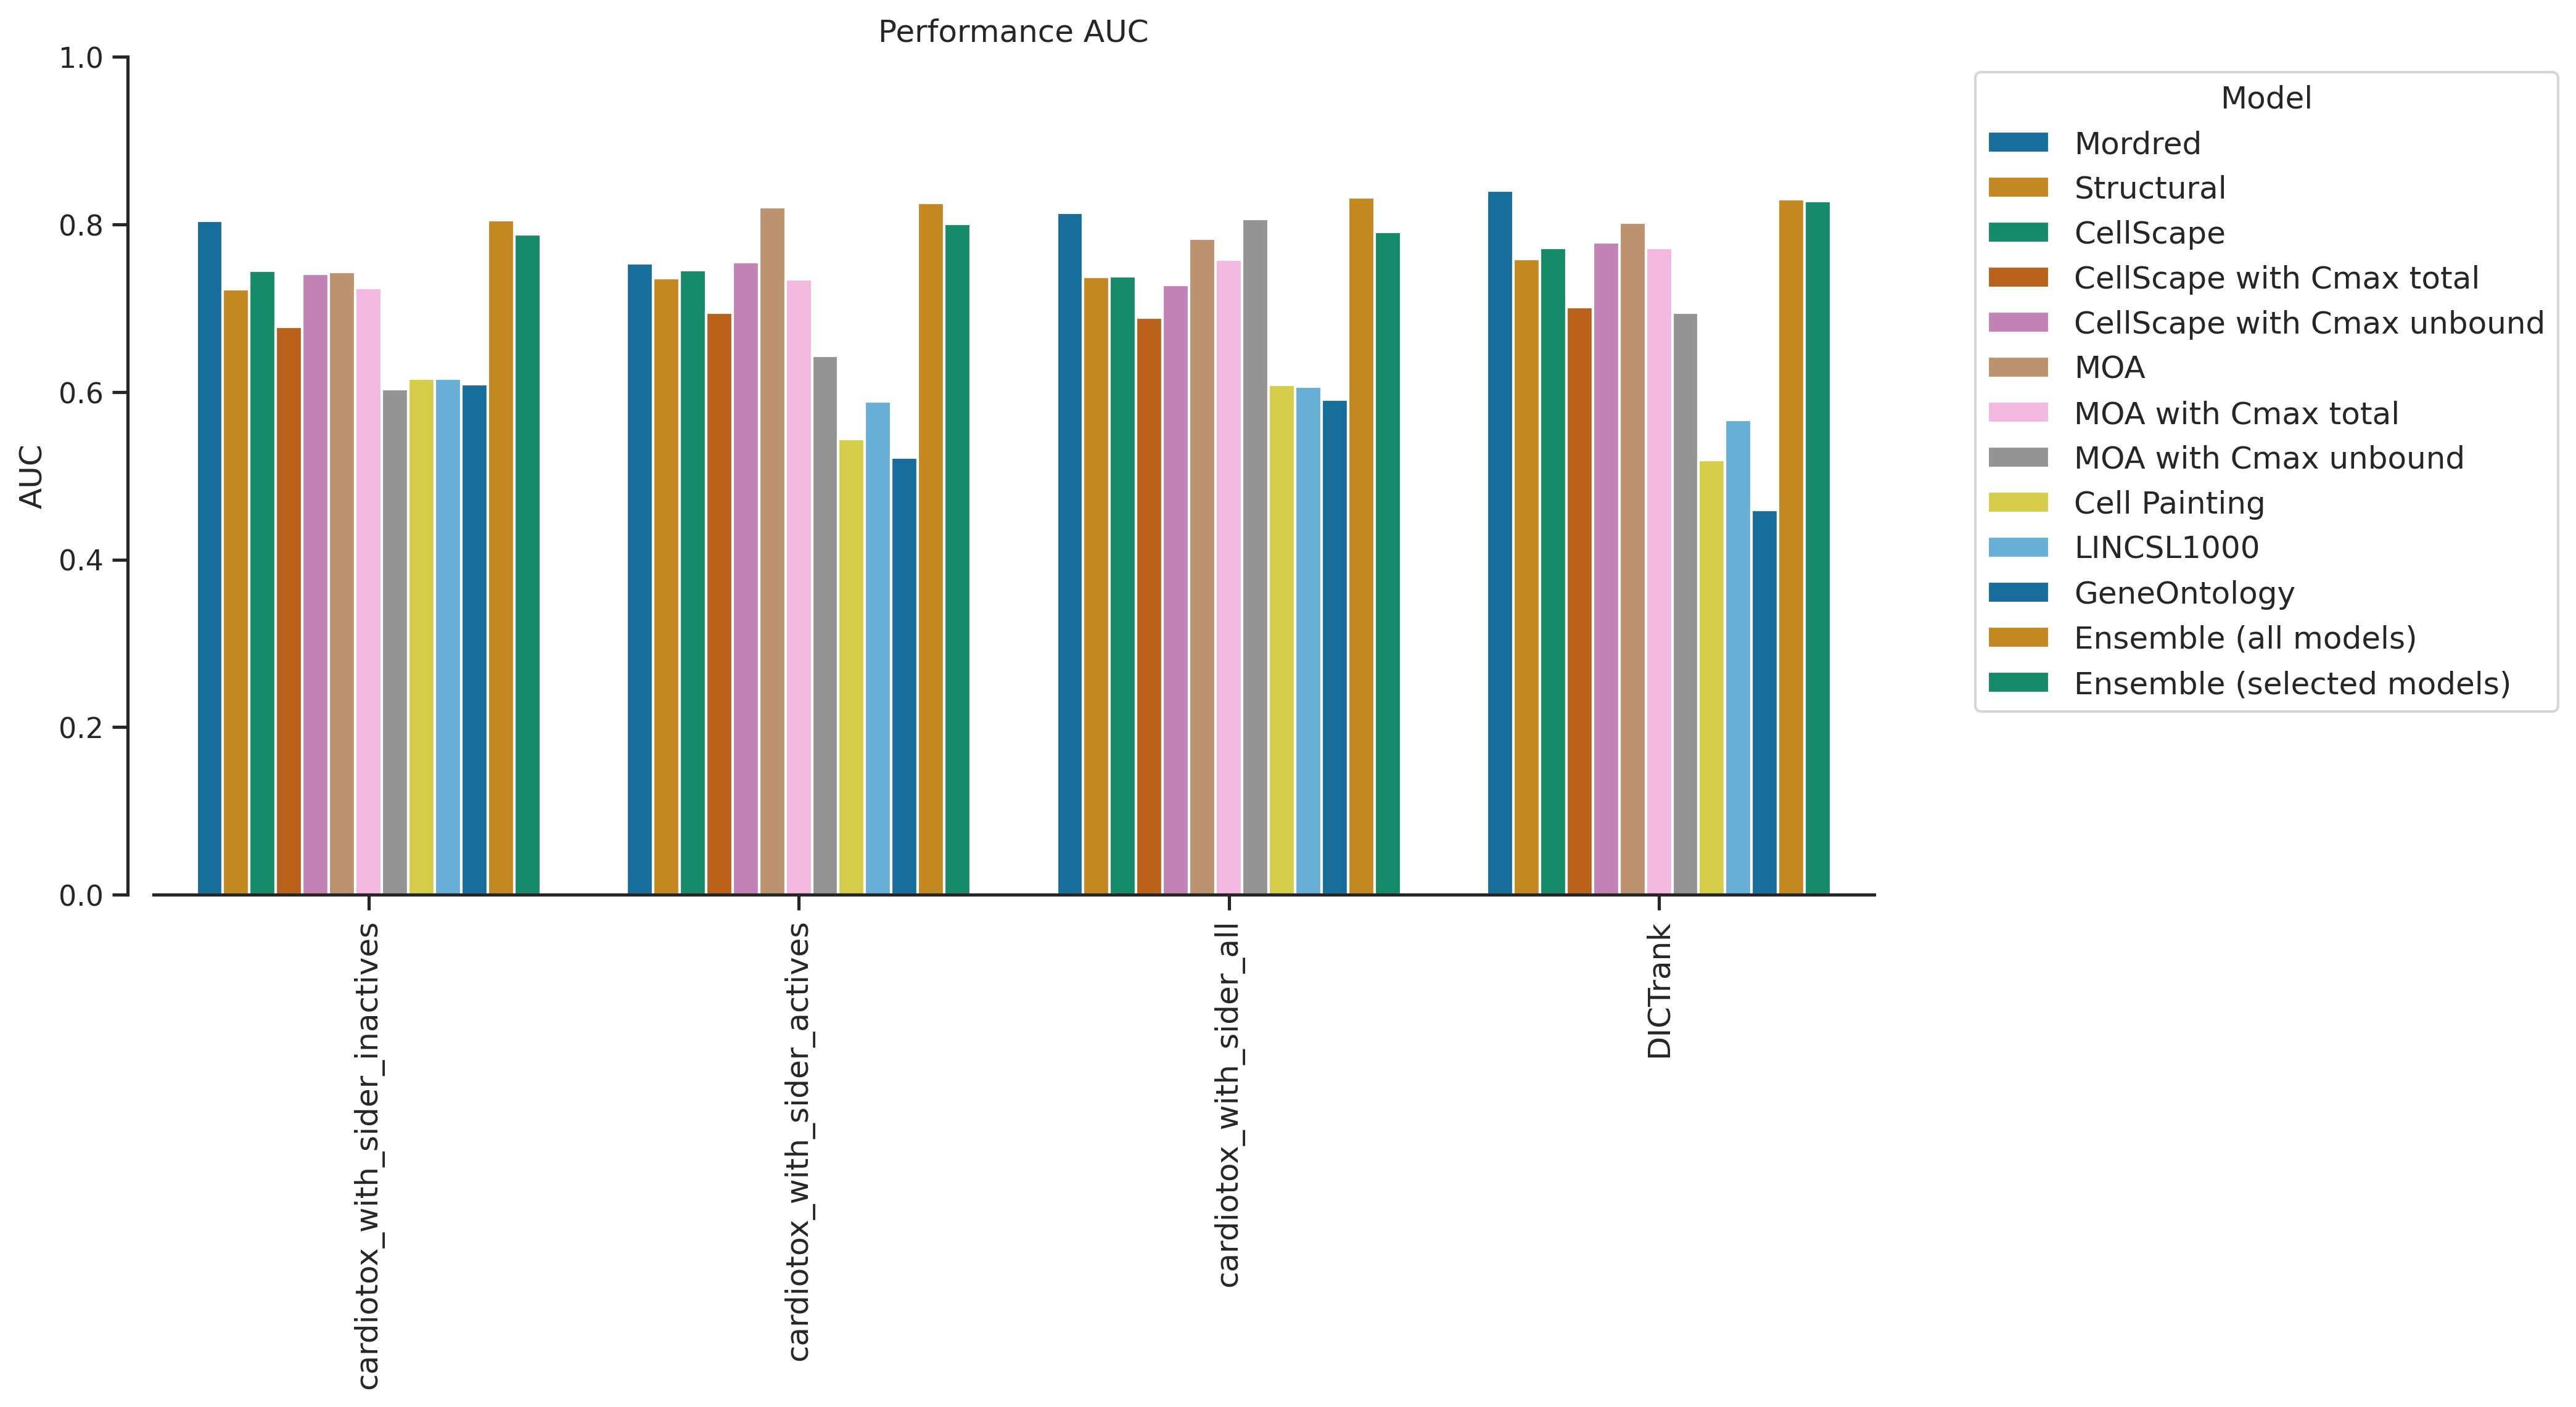 Performance AUC
1.0
0.8
0.6
0.4
0.2
0.0
AUC
cardiotox_with_sider_inactives
cardiotox_with_sider_actives
cardiotox_with_sider_all
DICTrank
Model
Mordred
Structural
CellScape
CellScape with Cmax total
CellScape with Cmax unbound
MOA
MOA with Cmax total
MOA with Cmax unbound
Cell Painting
LINCSL1000
GeneOntology
Ensemble (all models)
Ensemble (selected models)